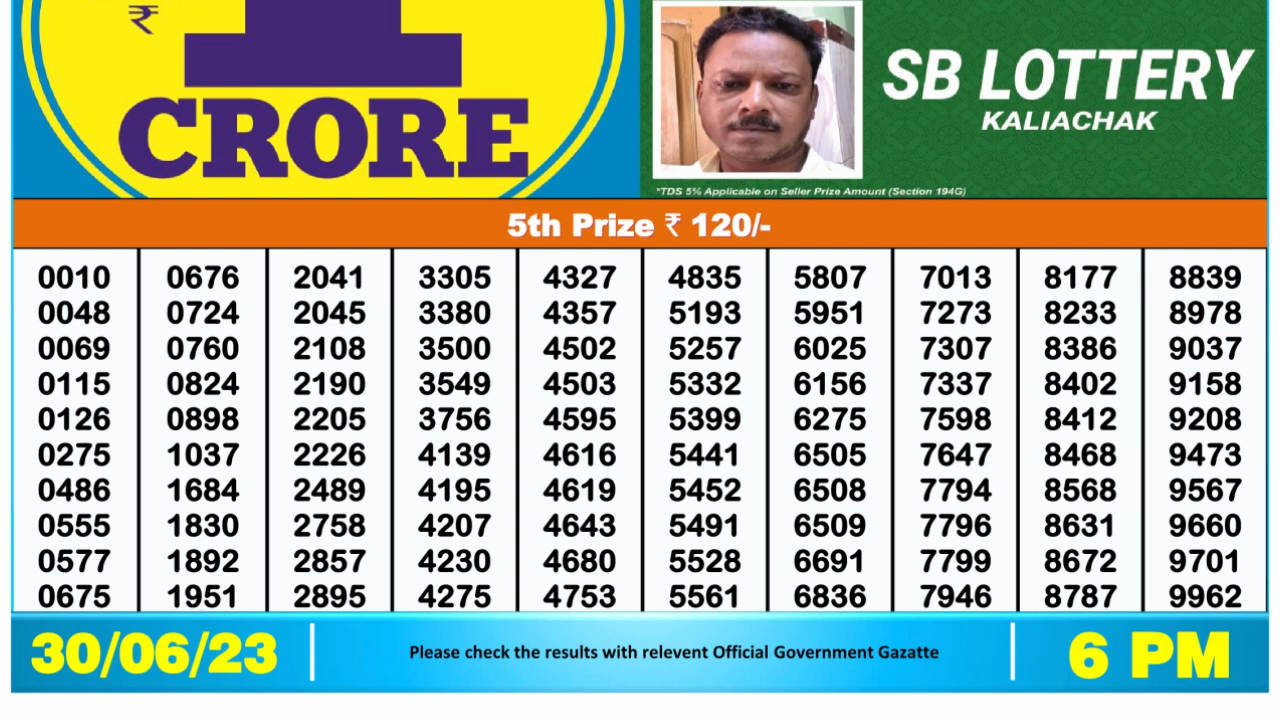 ₹
1
CRORE
SB LOTTERY
KALIACHAK
*TDS 5% Applicable on Seller Prize Amount (Section 194G)
5th Prize ₹ 120/-
0010 0676 2041 3305 4327 4835 5807 7013 8177 8839
0048 0724 2045 3380 4357 5193 5951 7273 8233 8978
0069 0760 2108 3500 4502 5257 6025 7307 8386 9037
0115 0824 2190 3549 4503 5332 6156 7337 8402 9158
0126 0898 2205 3756 4595 5399 6275 7598 8412 9208
0275 1037 2226 4139 4616 5441 6505 7647 8468 9473
0486 1684 2489 4195 4619 5452 6508 7794 8568 9567
0555 1830 2758 4207 4643 5491 6509 7796 8631 9660
0577 1892 2857 4230 4680 5528 6691 7799 8672 9701
0675 1951 2895 4275 4753 5561 6836 7946 8787 9962
30/06/23
Please check the results with relevent Official Government Gazatte
6 PM